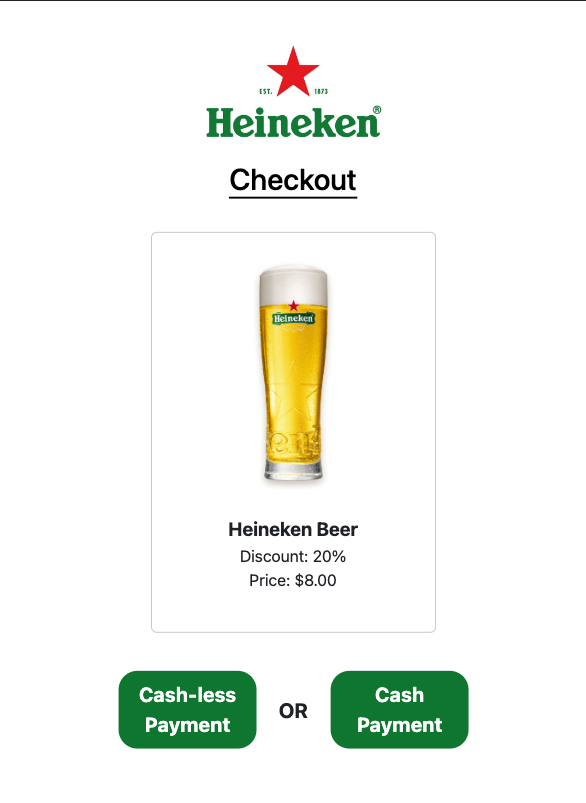 EST. 1873
Heineken®
Checkout
Heineken
Heineken Beer
Discount: 20%
Price: $8.00
Cash-less
Payment
OR
Cash
Payment